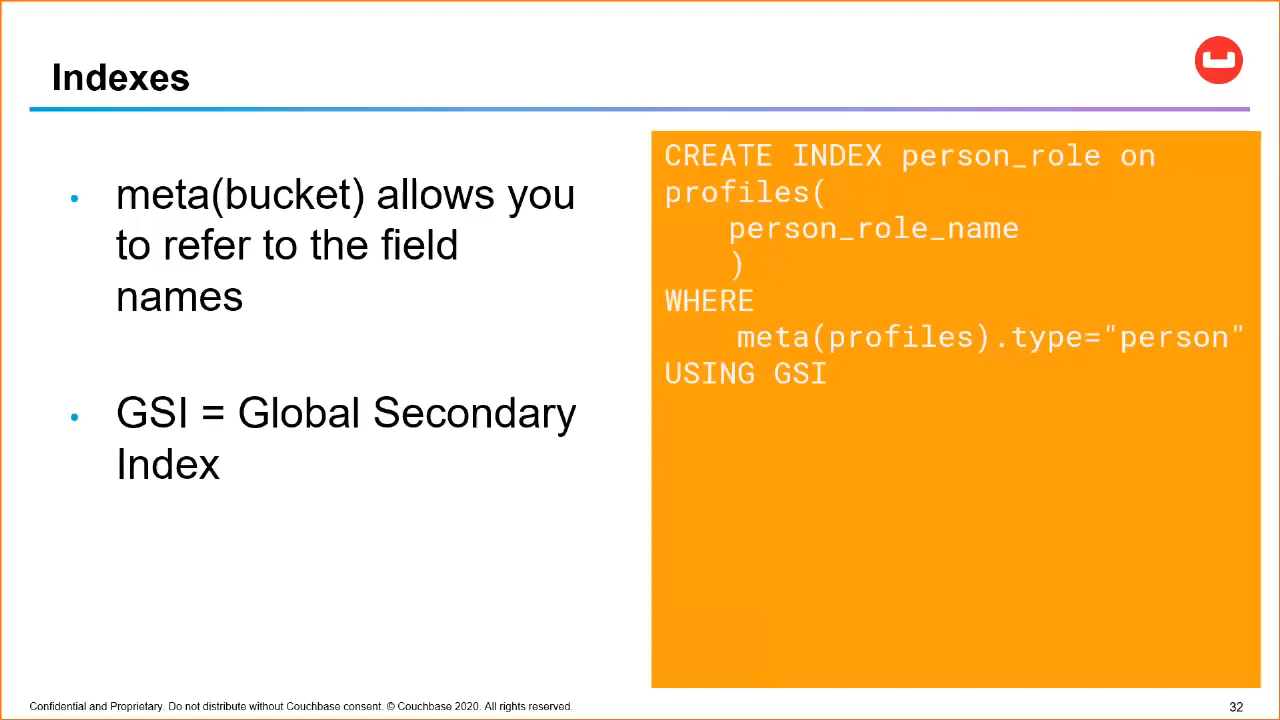 Indexes
• meta(bucket) allows you
to refer to the field
names
• GSI = Global Secondary
Index
CREATE INDEX person_role on
profiles(
person_role_name
)
WHERE
meta(profiles).type="person"
USING GSI
Confidential and Proprietary. Do not distribute without Couchbase consent. © Couchbase 2020. All rights reserved.
32